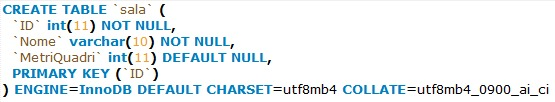 CREATE TABLE `sala` (
`ID` int(11) NOT NULL,
`Nome` varchar(10) NOT NULL,
`MetriQuadri` int(11) DEFAULT NULL,
PRIMARY KEY (`ID`)
) ENGINE=InnoDB DEFAULT CHARSET=utf8mb4 COLLATE=utf8mb4_0900_ai_ci